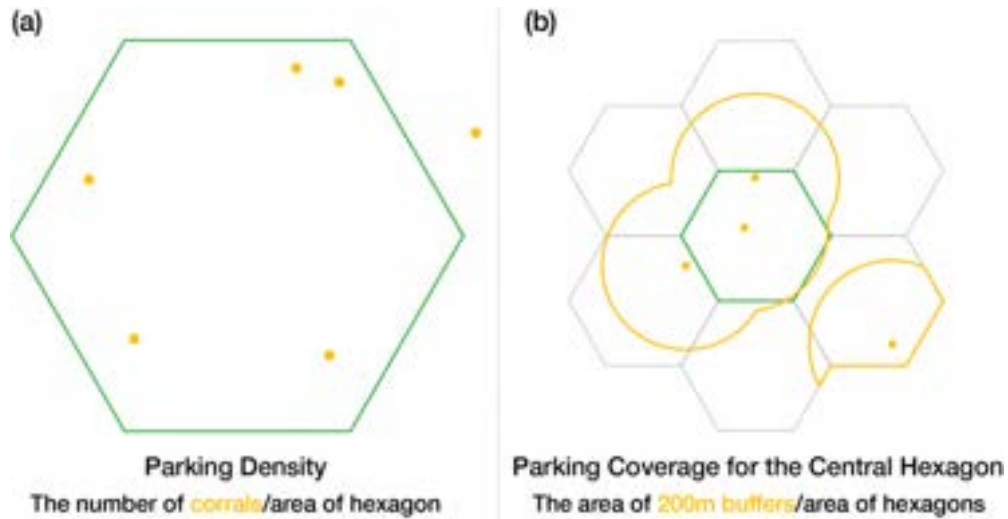 (a)
(b)
Parking Density
The number of corrals/area of hexagon
Parking Coverage for the Central Hexagon
The area of 200m buffers/area of hexagons